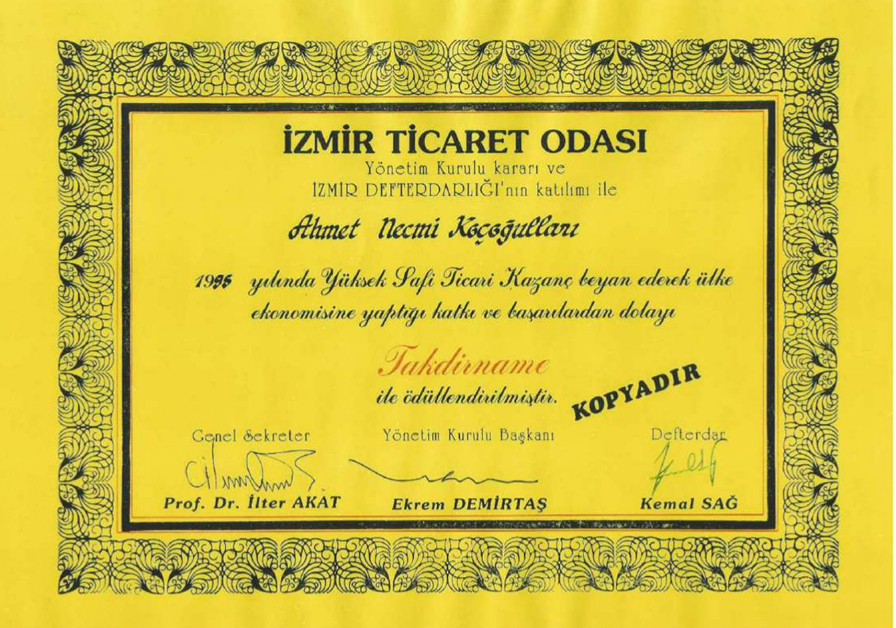 İZMİR TİCARET ODASI
Yönetim Kurulu kararı ve
İZMİR DEFTERDARLIĞI'nın katılımı ile
Ahmet Necmi Koçoğulları
1995 yılında Yüksek Safi Ticari Kazanç beyan ederek ülke
ekonomisine yaptığı katkı ve başarılardan dolayı
Takdirname
ile ödüllendirilmiştir.
KOPYADIR
Genel Sekreter Yönetim Kurulu Başkanı Defterdar
Prof. Dr. İlter AKAT Ekrem DEMİRTAŞ Kemal SAĞ